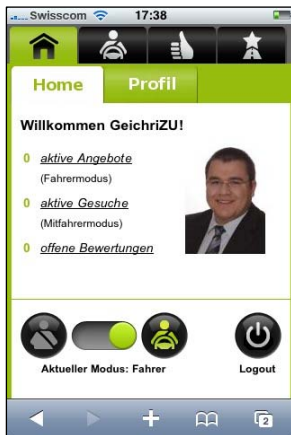 Swisscom 17:38
Home Profil
Willkommen GeichriZU!
0 aktive Angebote
(Fahrermodus)
0 aktive Gesuche
(Mitfahrermodus)
0 offene Bewertungen
Aktueller Modus: Fahrer Logout
2